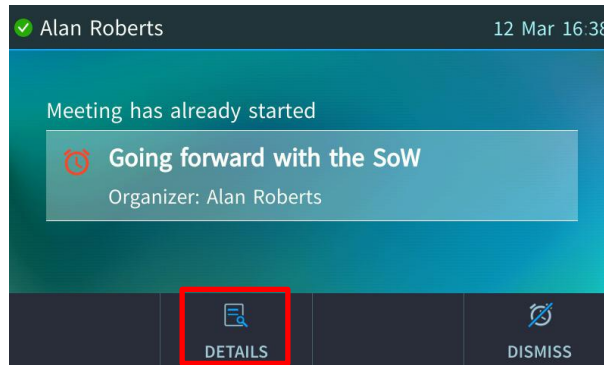 Alan Roberts 12 Mar 16:38
Meeting has already started
Going forward with the SoW
Organizer: Alan Roberts
DETAILS DISMISS